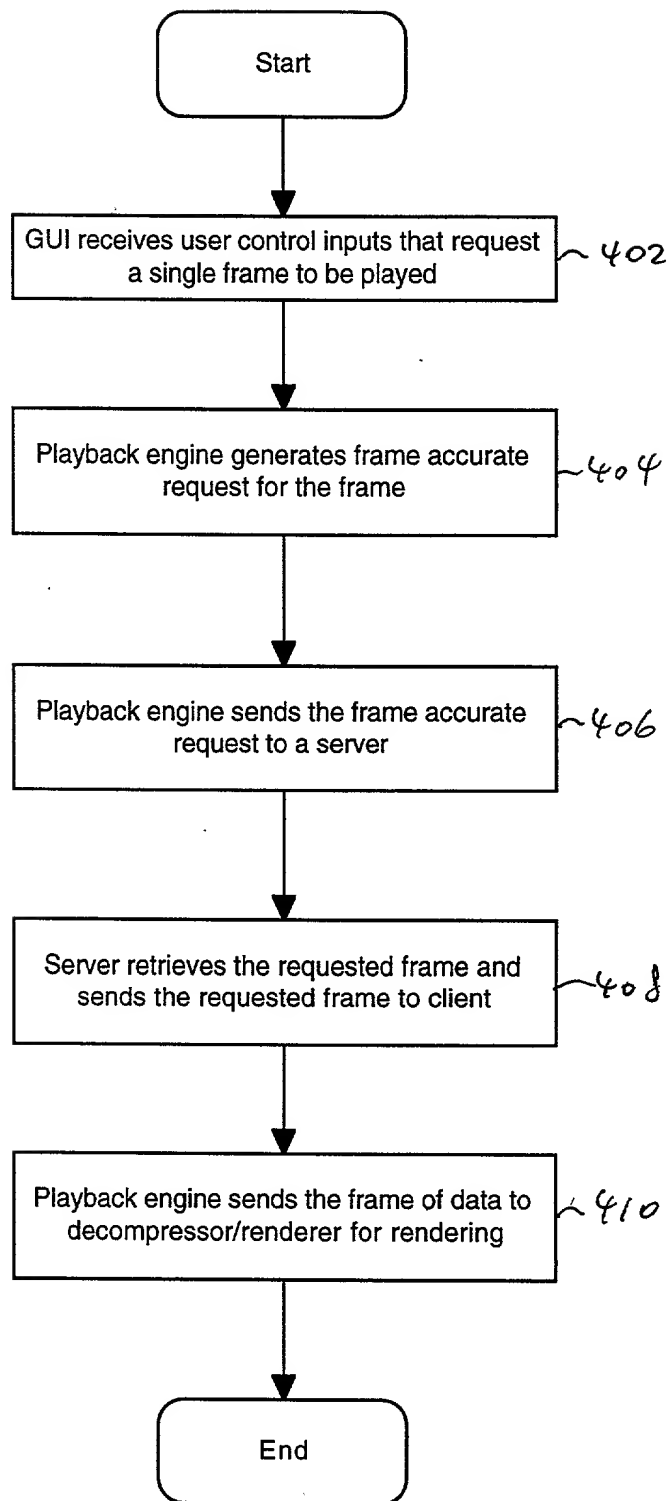 Start
GUI receives user control inputs that request
a single frame to be played
402
Playback engine generates frame accurate
request for the frame
404
Playback engine sends the frame accurate
request to a server
406
Server retrieves the requested frame and
sends the requested frame to client
408
Playback engine sends the frame of data to
decompressor/renderer for rendering
410
End